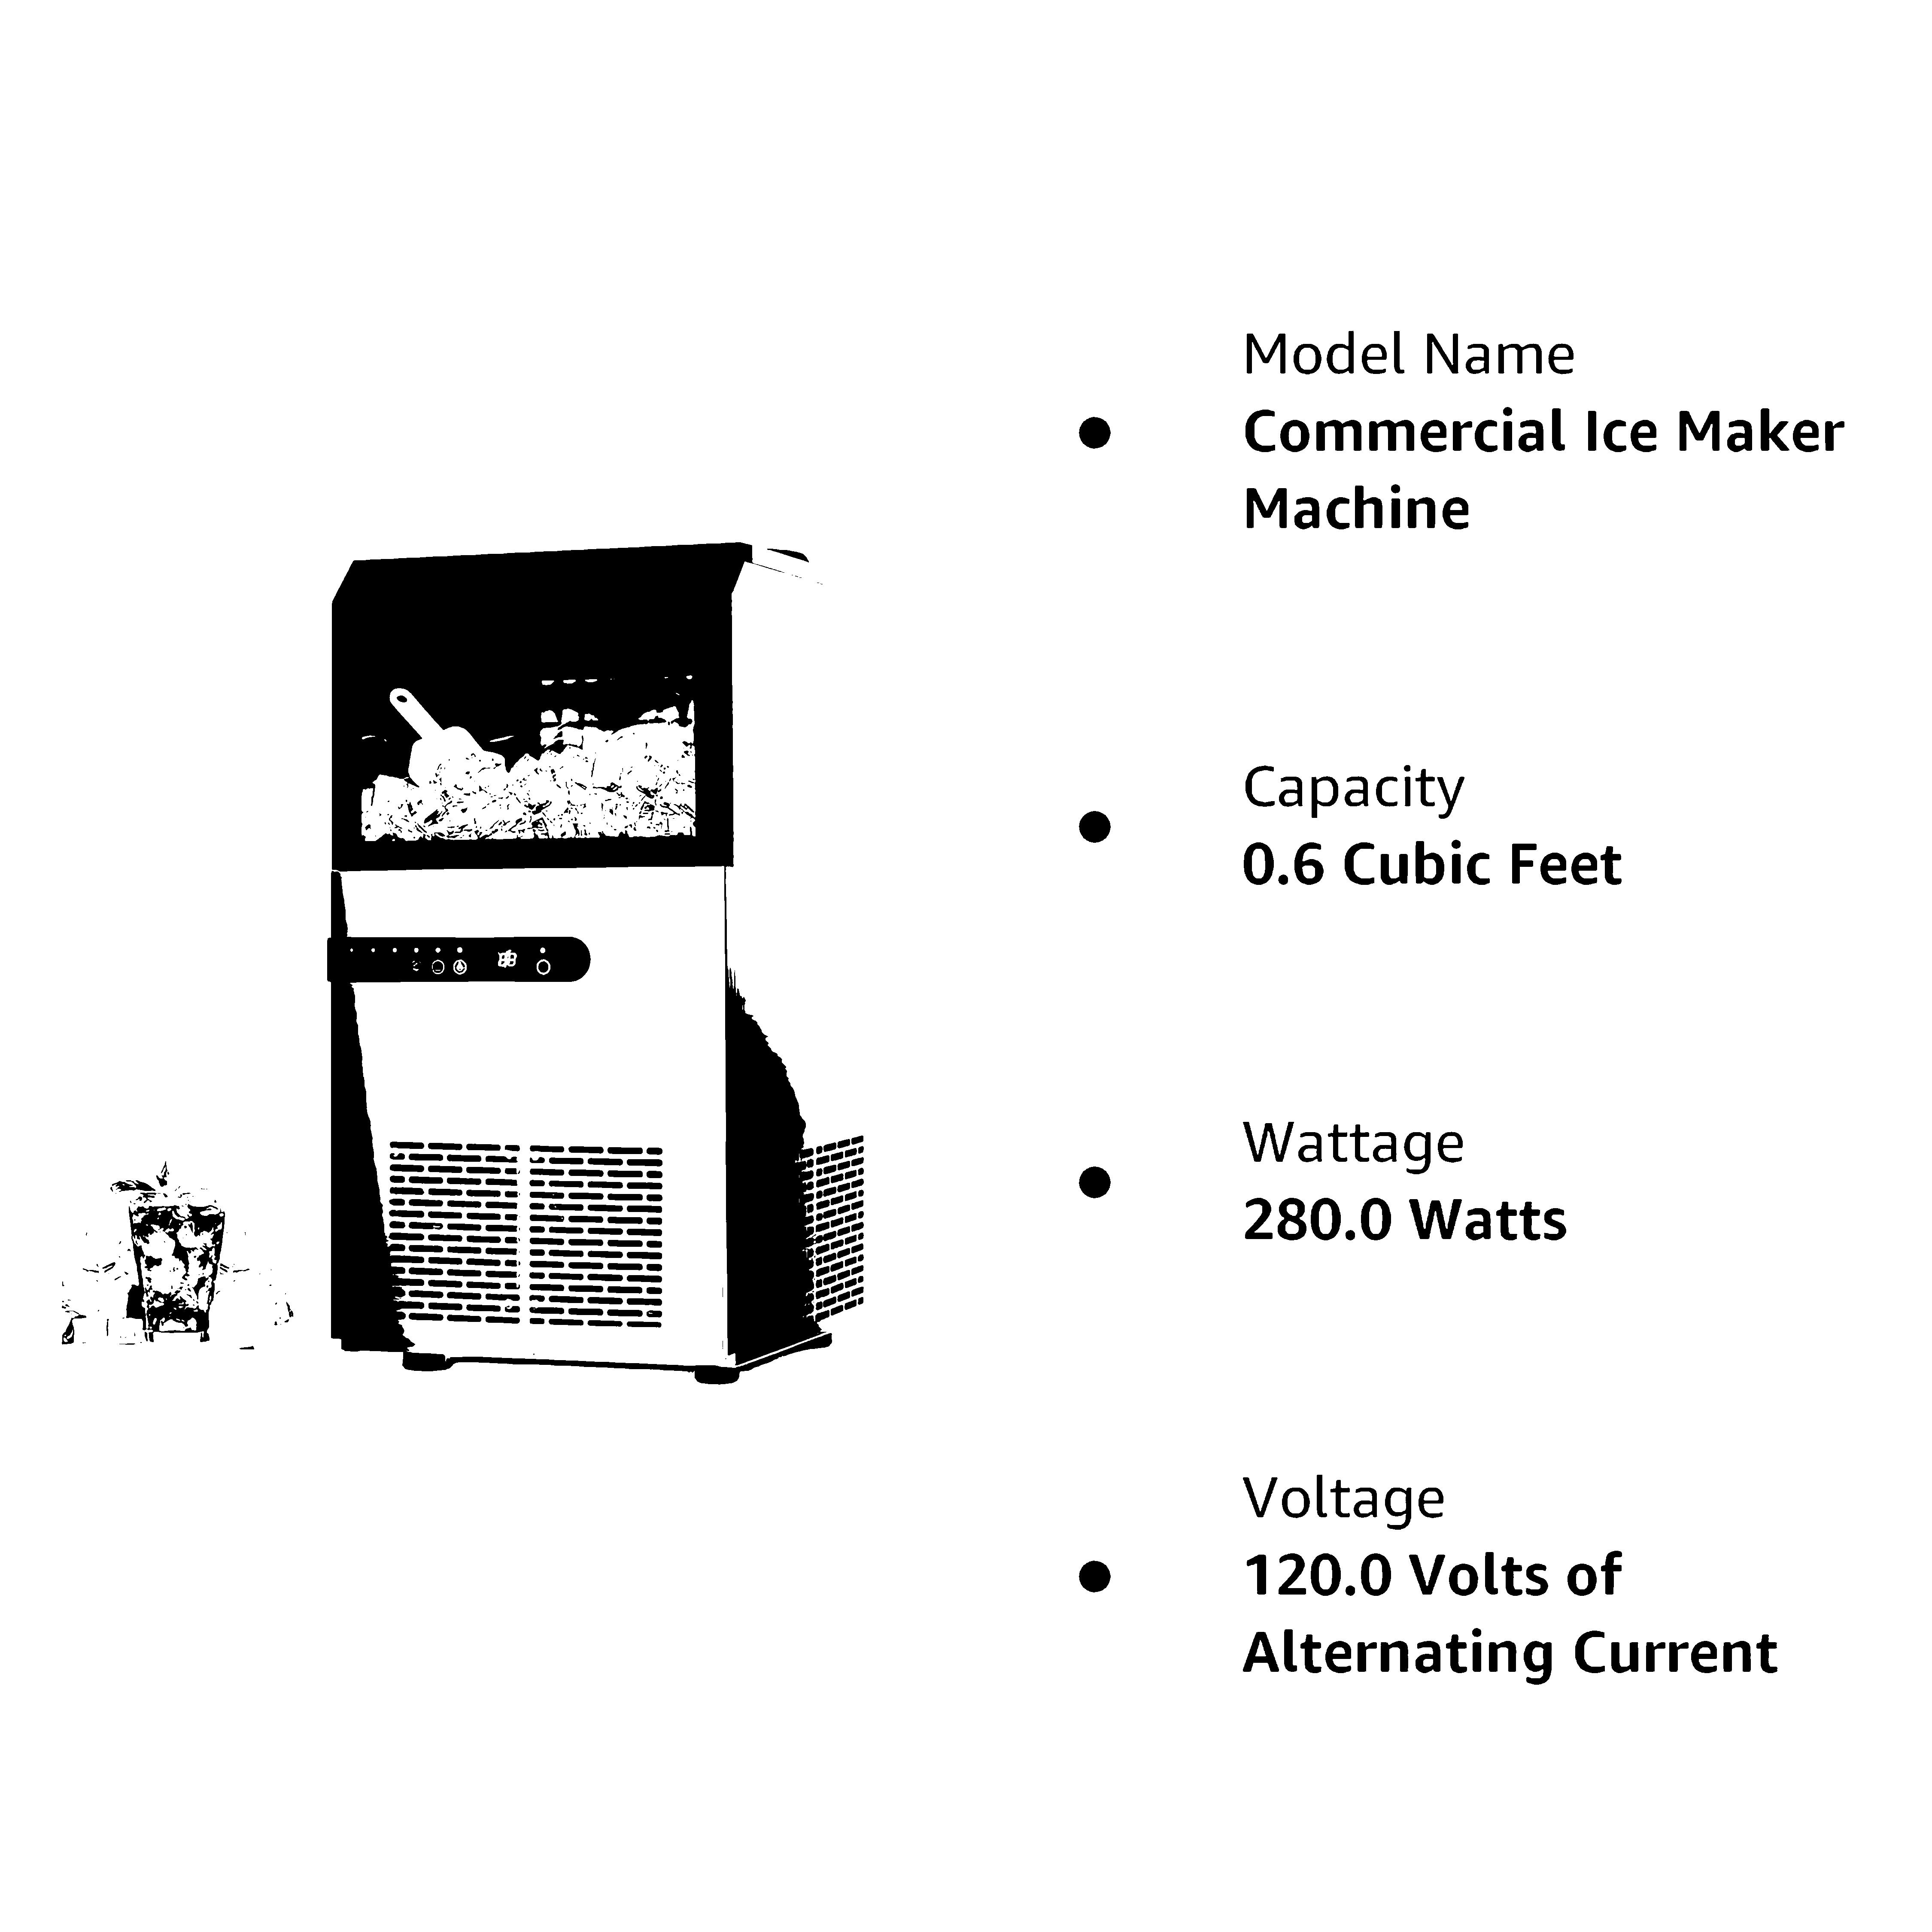 Model Name
Commercial Ice Maker
Machine
Capacity
0.6 Cubic Feet
Wattage
280.0 Watts
Voltage
120.0 Volts of
Alternating Current